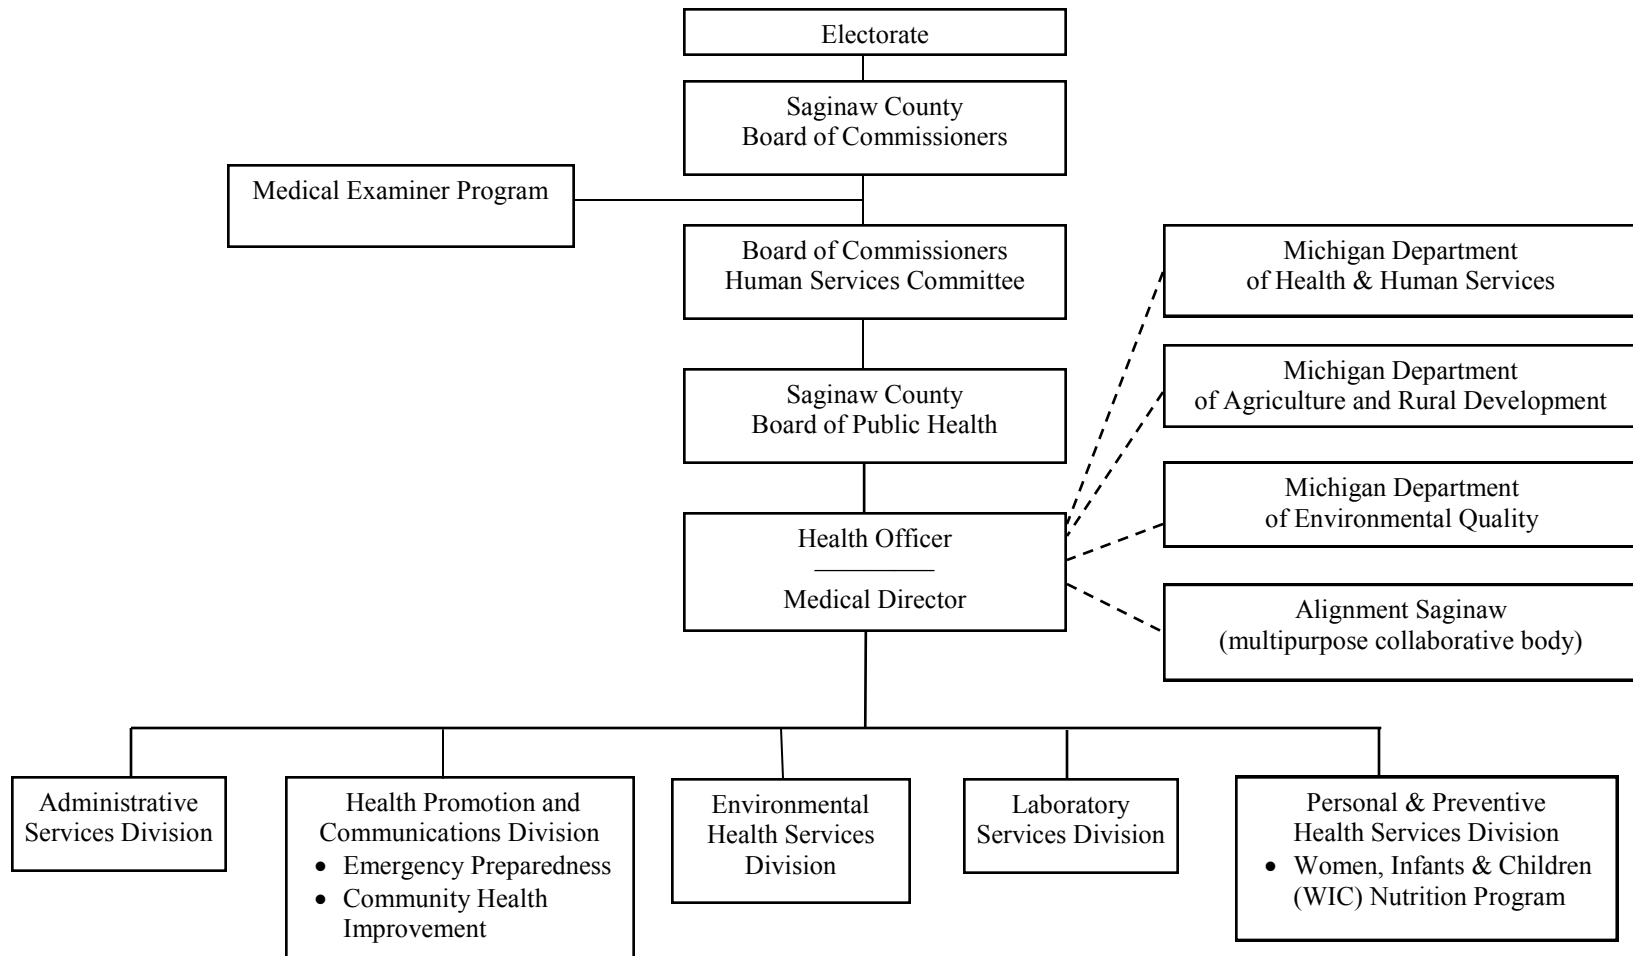 Electorate
Saginaw County
Board of Commissioners
Medical Examiner Program
Board of Commissioners
Human Services Committee
Michigan Department
of Health & Human Services
Saginaw County
Board of Public Health
Michigan Department
of Agriculture and Rural Development
Michigan Department
of Environmental Quality
Health Officer
Medical Director
Alignment Saginaw
(multipurpose collaborative body)
Administrative
Services Division
Health Promotion and
Communications Division
• Emergency Preparedness
• Community Health
Improvement
Environmental
Health Services
Division
Laboratory
Services Division
Personal & Preventive
Health Services Division
• Women, Infants & Children
(WIC) Nutrition Program